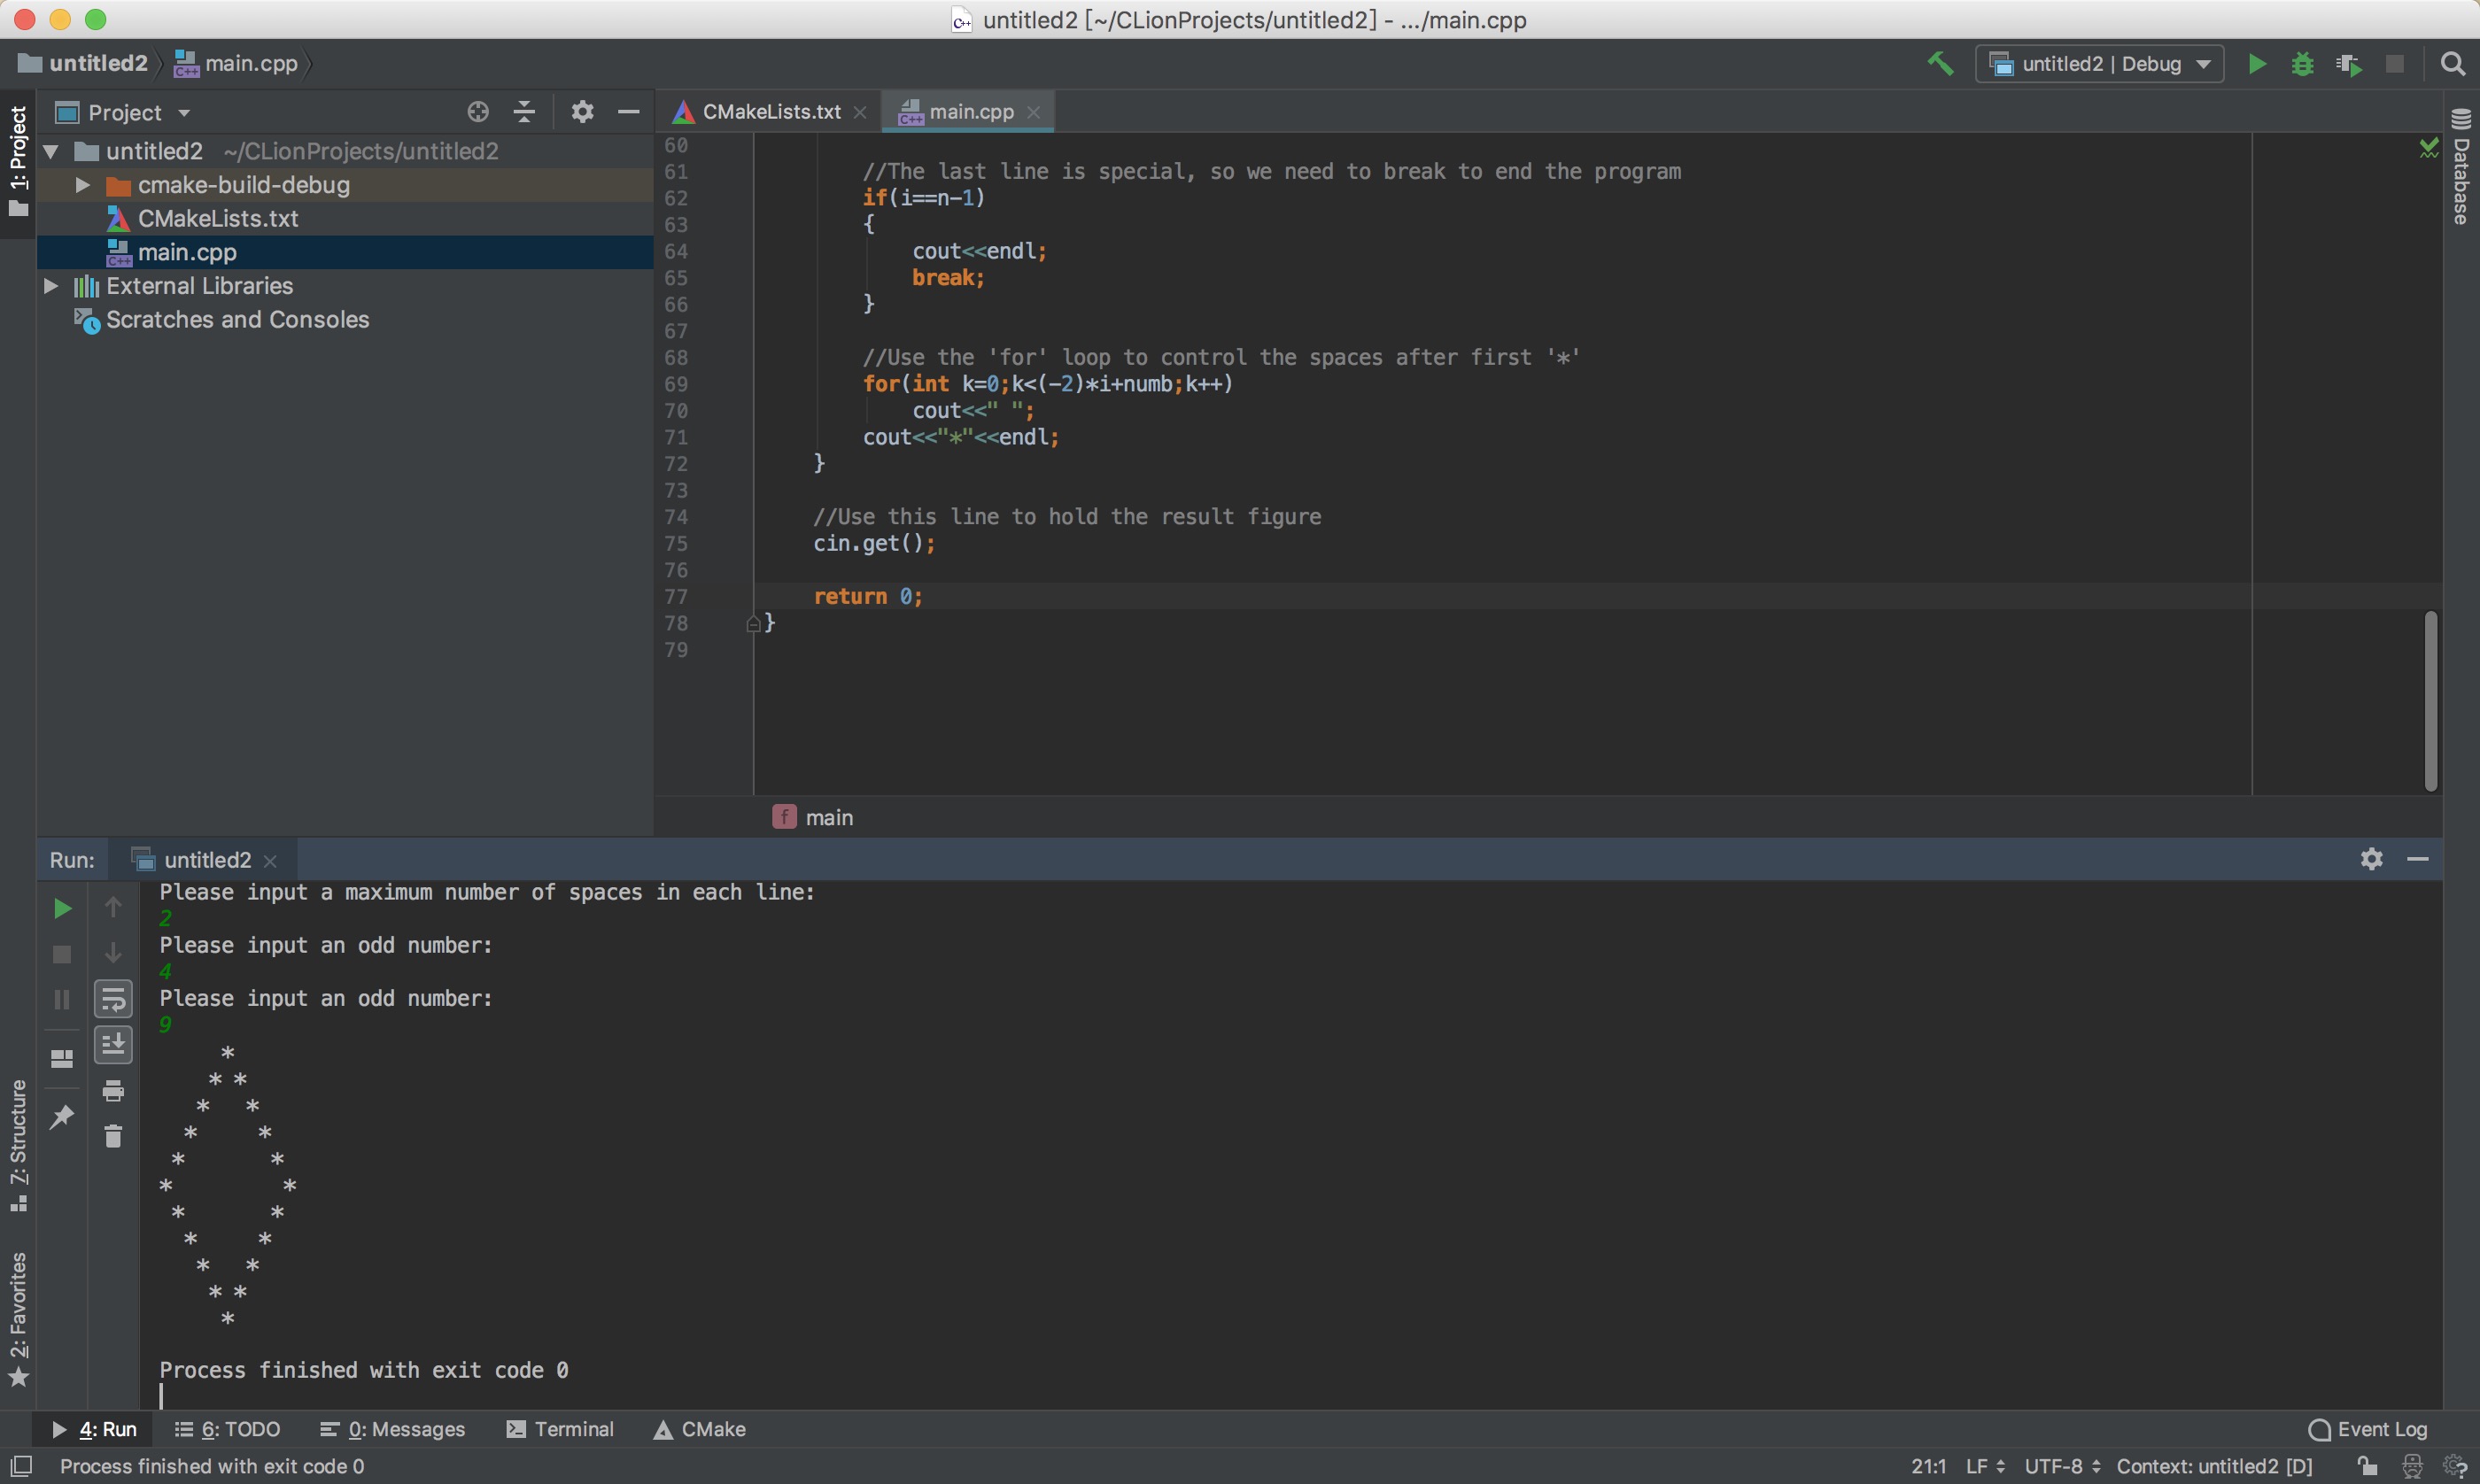 untitled2 [~/CLionProjects/untitled2] - .../main.cpp
untitled2 main.cpp untitled2 | Debug
Project CMakeLists.txt main.cpp
1: Project
untitled2 ~/CLionProjects/untitled2
cmake-build-debug
CMakeLists.txt
main.cpp
External Libraries
Scratches and Consoles
60
61 //The last line is special, so we need to break to end the program
62 if(i==n-1)
63 {
64 cout<<endl;
65 break;
66 }
67
68 //Use the 'for' loop to control the spaces after first '*'
69 for(int k=0;k<(-2)*i+numb;k++)
70 cout<<" ";
71 cout<<"*"<<endl;
72 }
73
74 //Use this line to hold the result figure
75 cin.get();
76
77 return 0;
78 }
79
f main
Database
Run: untitled2
Please input a maximum number of spaces in each line:
2
Please input an odd number:
4
Please input an odd number:
9
     *
    * *
   *   *
  *     *
 *       *
*         *
 *       *
  *     *
   *   *
    * *
     *
Process finished with exit code 0
7: Structure
2: Favorites
4: Run 6: TODO 0: Messages Terminal CMake Event Log
Process finished with exit code 0 21:1 LF UTF-8 Context: untitled2 [D]